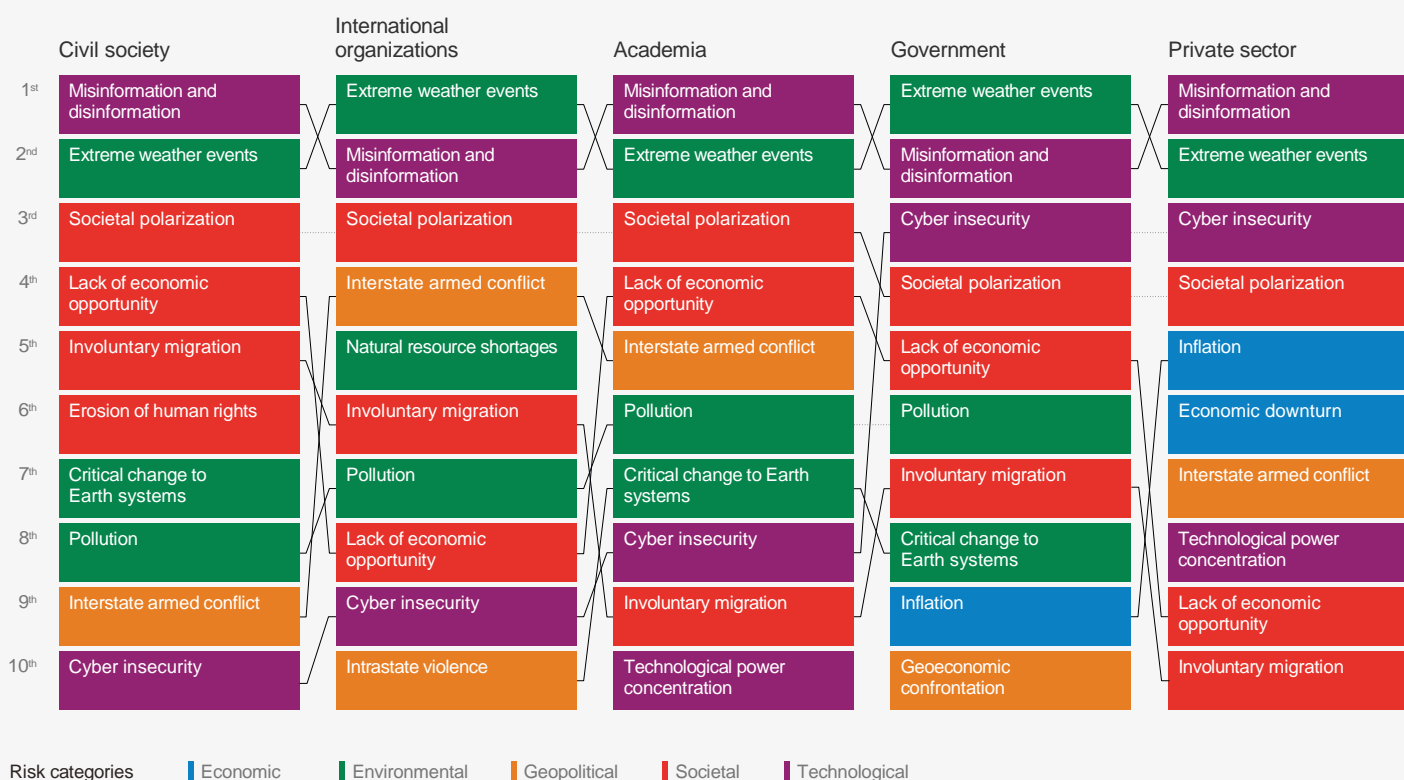 Civil society
International
organizations
Academia
Government
Private sector
1st
Misinformation and
disinformation
Extreme weather events
Misinformation and
disinformation
Extreme weather events
Misinformation and
disinformation
2nd
Extreme weather events
Misinformation and
disinformation
Extreme weather events
Misinformation and
disinformation
Extreme weather events
3rd
Societal polarization
Societal polarization
Societal polarization
Cyber insecurity
Cyber insecurity
4th
Lack of economic
opportunity
Interstate armed conflict
Lack of economic
opportunity
Societal polarization
Societal polarization
5th
Involuntary migration
Natural resource shortages
Interstate armed conflict
Lack of economic
opportunity
Inflation
6th
Erosion of human rights
Involuntary migration
Pollution
Pollution
Economic downturn
7th
Critical change to
Earth systems
Pollution
Critical change to Earth
systems
Involuntary migration
Interstate armed conflict
8th
Pollution
Lack of economic
opportunity
Cyber insecurity
Critical change to
Earth systems
Technological power
concentration
9th
Interstate armed conflict
Cyber insecurity
Involuntary migration
Inflation
Lack of economic
opportunity
10th
Cyber insecurity
Intrastate violence
Technological power
concentration
Geoeconomic
confrontation
Involuntary migration
Risk categories
Economic
Environmental
Geopolitical
Societal
Technological